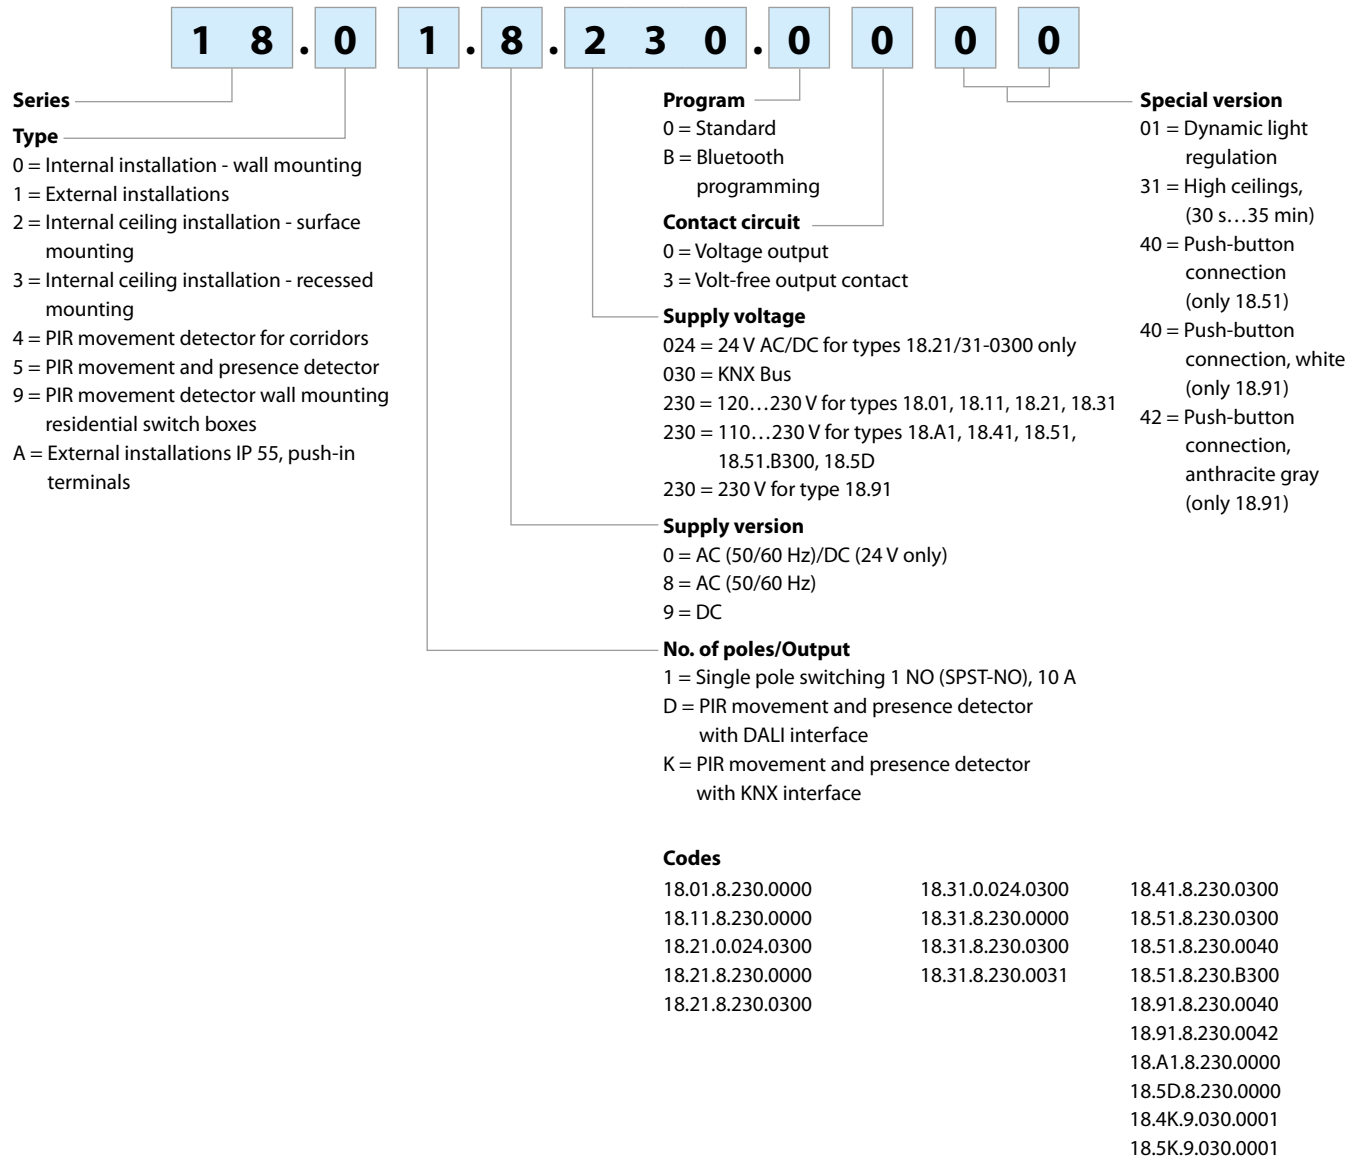 18.01.8.230.0000
Series
Type
0 = Internal installation - wall mounting
1 = External installations
2 = Internal ceiling installation - surface
mounting
3 = Internal ceiling installation - recessed
mounting
4 = PIR movement detector for corridors
5 = PIR movement and presence detector
9 = PIR movement detector wall mounting
residential switch boxes
A = External installations IP 55, push-in
terminals
Program
0 = Standard
B = Bluetooth
programming
Contact circuit
0 = Voltage output
3 = Volt-free output contact
Supply voltage
024 = 24 V AC/DC for types 18.21/31-0300 only
030 = KNX Bus
230 = 120…230 V for types 18.01, 18.11, 18.21, 18.31
230 = 110…230 V for types 18.A1, 18.41, 18.51,
18.51.B300, 18.5D
230 = 230 V for type 18.91
Supply version
0 = AC (50/60 Hz)/DC (24 V only)
8 = AC (50/60 Hz)
9 = DC
No. of poles/Output
1 = Single pole switching 1 NO (SPST-NO), 10 A
D = PIR movement and presence detector
with DALI interface
K = PIR movement and presence detector
with KNX interface
Special version
01 = Dynamic light
regulation
31 = High ceilings,
(30 s…35 min)
40 = Push-button
connection
(only 18.51)
40 = Push-button
connection, white
(only 18.91)
42 = Push-button
connection,
anthracite gray
(only 18.91)
Codes
18.01.8.230.0000
18.11.8.230.0000
18.21.0.024.0300
18.21.8.230.0000
18.21.8.230.0300
18.31.0.024.0300
18.31.8.230.0000
18.31.8.230.0300
18.31.8.230.0031
18.41.8.230.0300
18.51.8.230.0300
18.51.8.230.0040
18.51.8.230.B300
18.91.8.230.0040
18.91.8.230.0042
18.A1.8.230.0000
18.5D.8.230.0000
18.4K.9.030.0001
18.5K.9.030.0001